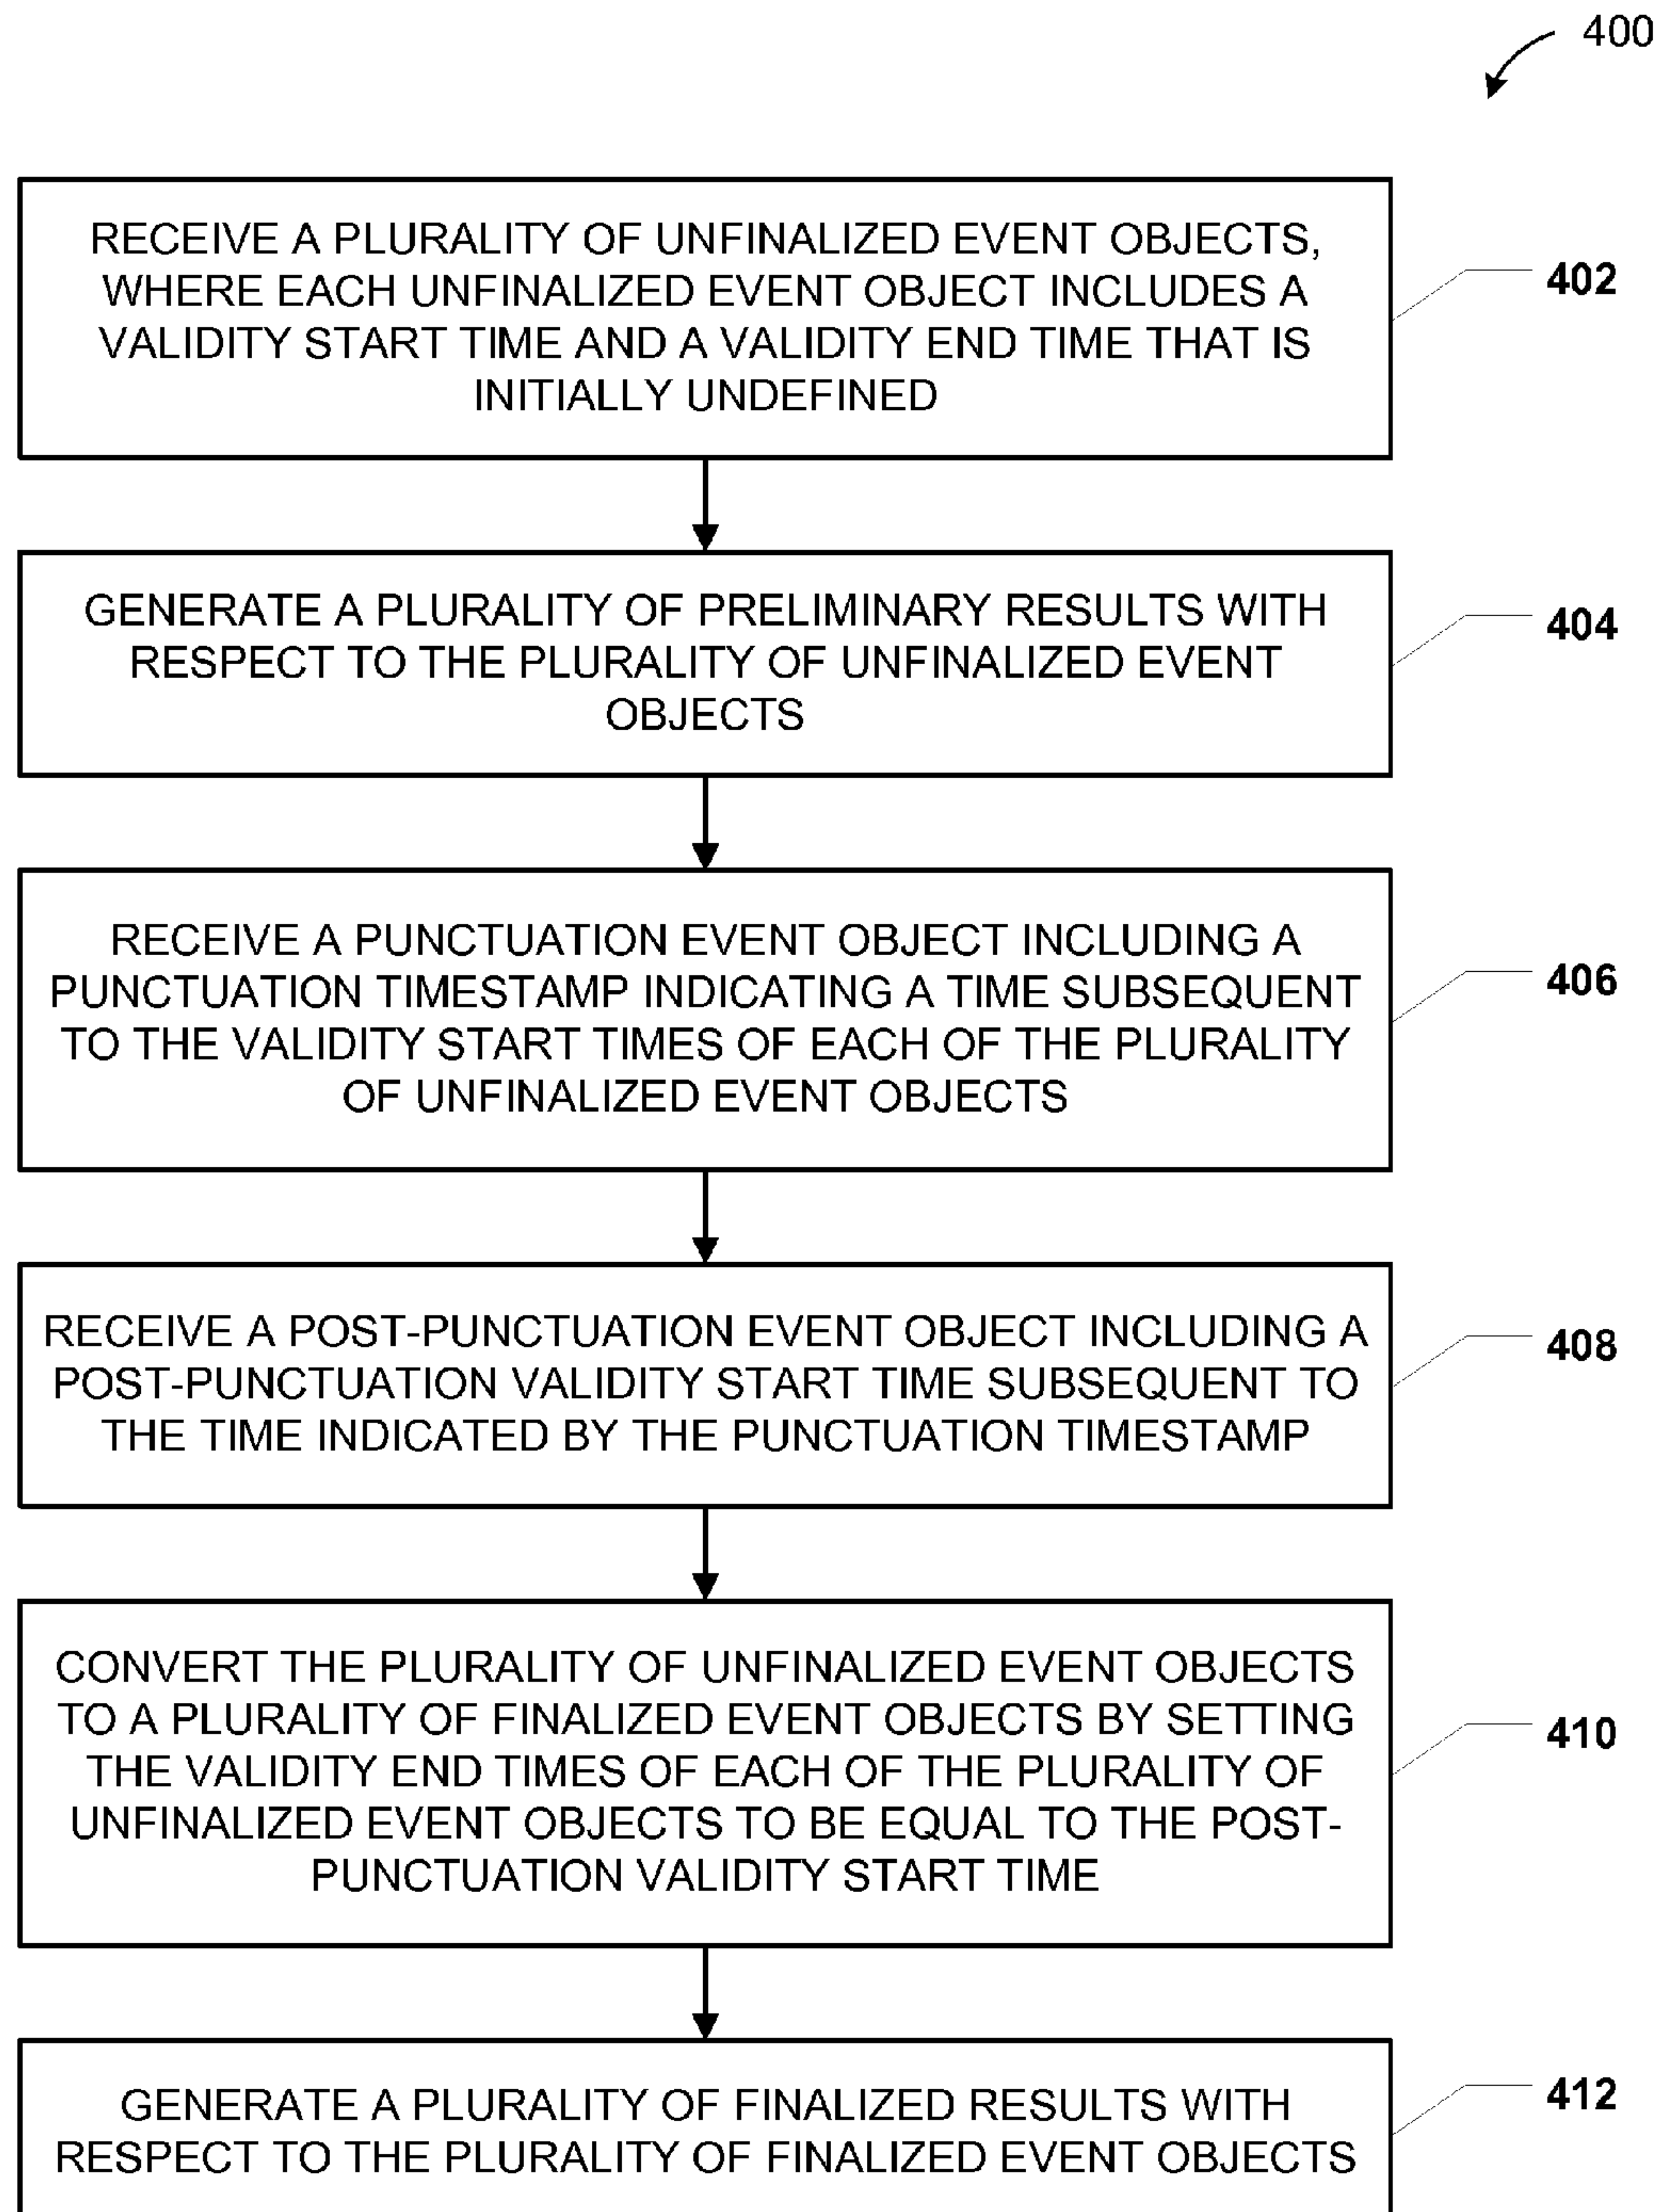 400
RECEIVE A PLURALITY OF UNFINALIZED EVENT OBJECTS,
WHERE EACH UNFINALIZED EVENT OBJECT INCLUDES A
VALIDITY START TIME AND A VALIDITY END TIME THAT IS
INITIALLY UNDEFINED
402
GENERATE A PLURALITY OF PRELIMINARY RESULTS WITH
RESPECT TO THE PLURALITY OF UNFINALIZED EVENT
OBJECTS
404
RECEIVE A PUNCTUATION EVENT OBJECT INCLUDING A
PUNCTUATION TIMESTAMP INDICATING A TIME SUBSEQUENT
TO THE VALIDITY START TIMES OF EACH OF THE PLURALITY
OF UNFINALIZED EVENT OBJECTS
406
RECEIVE A POST-PUNCTUATION EVENT OBJECT INCLUDING A
POST-PUNCTUATION VALIDITY START TIME SUBSEQUENT TO
THE TIME INDICATED BY THE PUNCTUATION TIMESTAMP
408
CONVERT THE PLURALITY OF UNFINALIZED EVENT OBJECTS
TO A PLURALITY OF FINALIZED EVENT OBJECTS BY SETTING
THE VALIDITY END TIMES OF EACH OF THE PLURALITY OF
UNFINALIZED EVENT OBJECTS TO BE EQUAL TO THE POST-
PUNCTUATION VALIDITY START TIME
410
GENERATE A PLURALITY OF FINALIZED RESULTS WITH
RESPECT TO THE PLURALITY OF FINALIZED EVENT OBJECTS
412